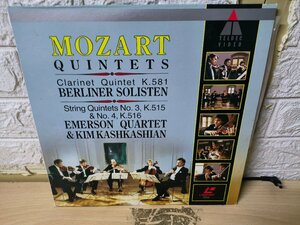 MOZART
QUINTETS
Clarinet Quintet K.581
BERLINER SOLISTEN
String Quintets No. 3, K.515
& No. 4, K.516
EMERSON QUARTET
& KIM KASHKASHIAN
TELDEC
VIDEO